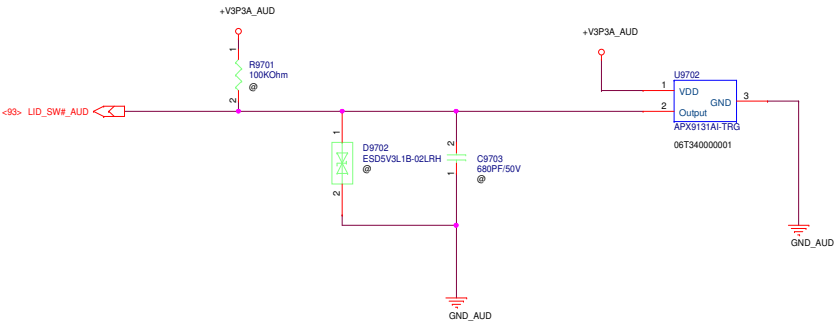 +V3P3A_AUD
+V3P3A_AUD
1
R9701
100KOhm
@
2
U9702
1
VDD
GND
3
2
Output
APX9131AI-TRG
06T340000001
<93> LID_SW#_AUD
1
D9702
ESD5V3L1B-02LRH
@
2
2
C9703
680PF/50V
@
1
GND_AUD
GND_AUD